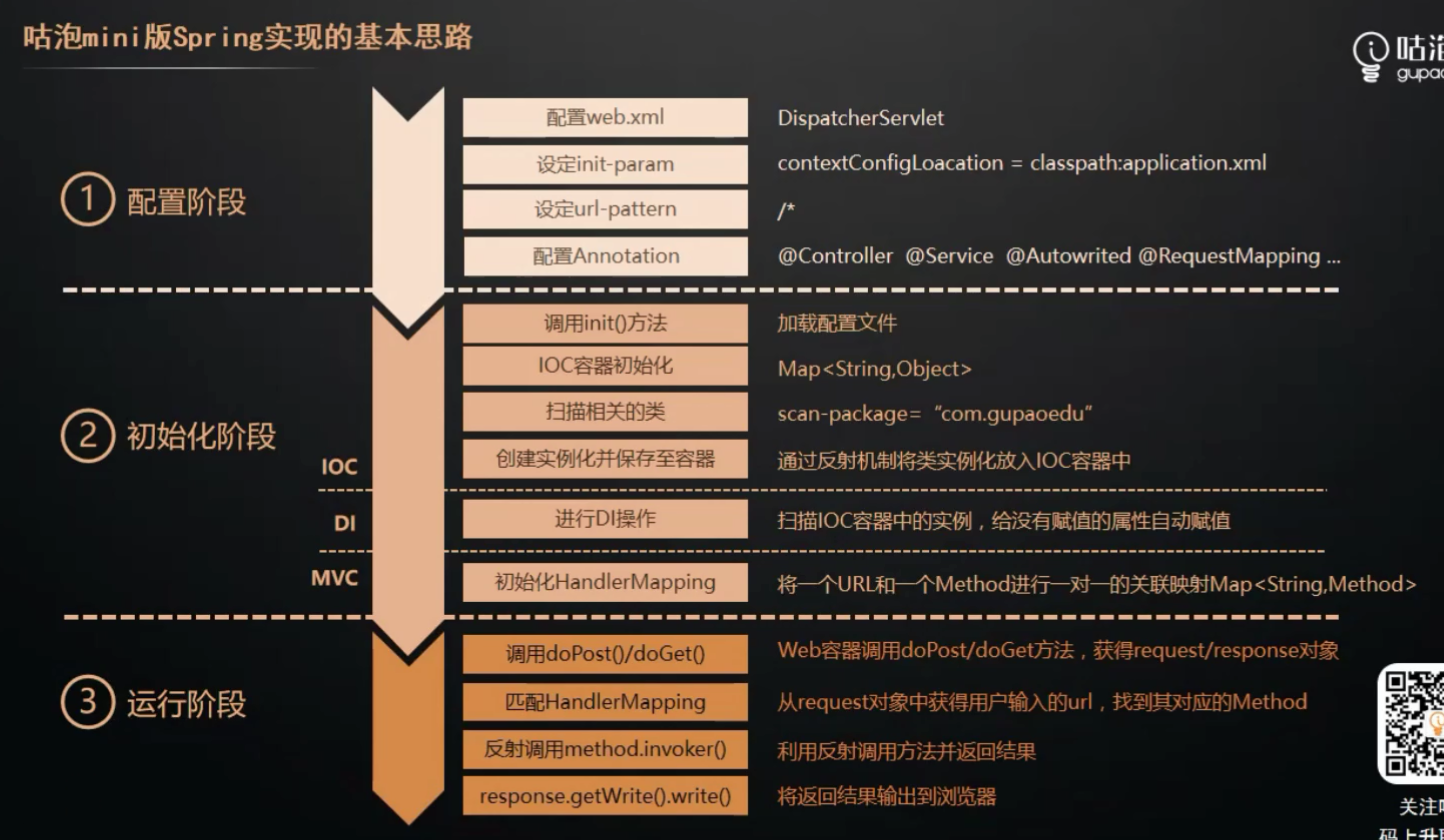 咕泡mini版Spring实现的基本思路
咕泡
gupao
配置web.xml DispatcherServlet
设定init-param contextConfigLoacation = classpath:application.xml
① 配置阶段
设定url-pattern /*
配置Annotation @Controller @Service @Autowrited @RequestMapping ...
调用init()方法 加载配置文件
IOC容器初始化 Map<String,Object>
扫描相关的类 scan-package= “com.gupaoedu”
② 初始化阶段
创建实例化并保存至容器 通过反射机制将类实例化放入IOC容器中
IOC
DI 进行DI操作 扫描IOC容器中的实例，给没有赋值的属性自动赋值
MVC 初始化HandlerMapping 将一个URL和一个Method进行一对一的关联映射Map<String,Method>
调用doPost()/doGet() Web容器调用doPost/doGet方法，获得request/response对象
③ 运行阶段
匹配HandlerMapping 从request对象中获得用户输入的url，找到其对应的Method
反射调用method.invoker() 利用反射调用方法并返回结果
response.getWrite().write() 将返回结果输出到浏览器
关注
码上升